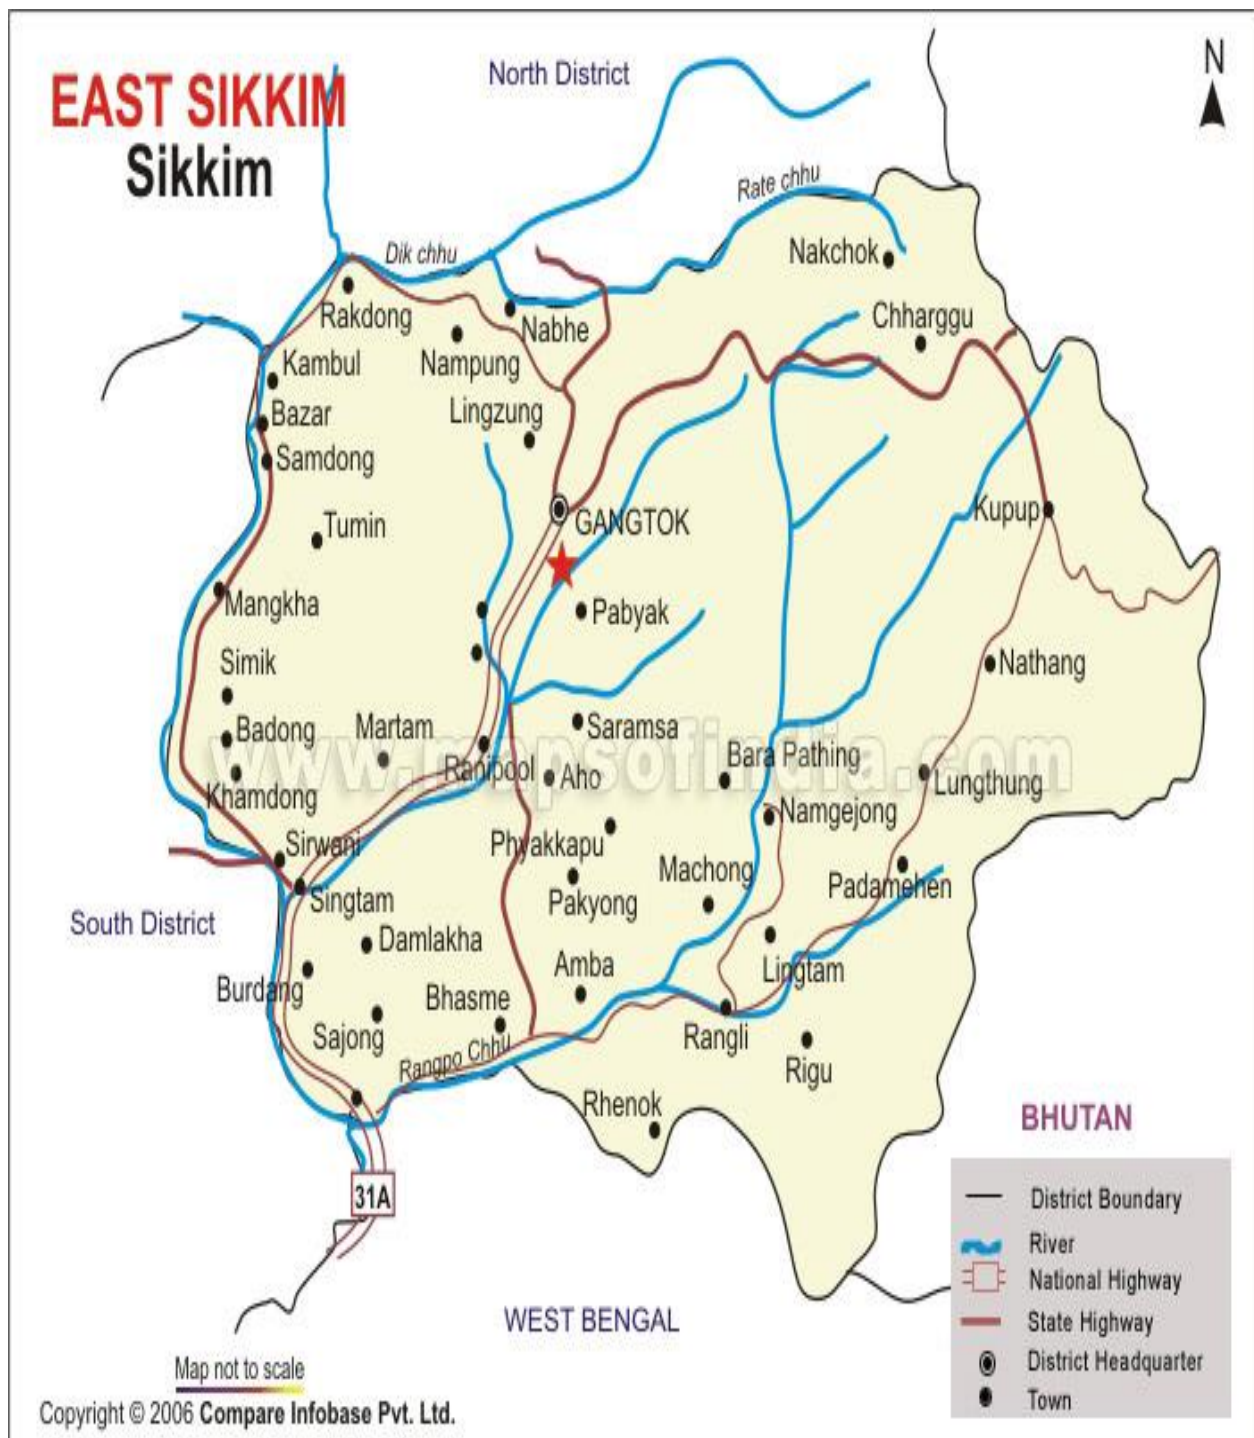 North District
N
EAST SIKKIM
Sikkim
Rate chhu
Dik chhu
Nakchok
Rakdong
Nabhe
Chharggu
Kambul
Nampung
Bazar
Lingzung
Samdong
Tumin
GANGTOK
Kupup
Mangkha
Pabyak
Simik
Nathang
Badong
Martam
Saramsa
www.mapsofindia.com
Bara Pathing
Ranipool
Aho
Lungthung
Khamdong
Namgejong
Sirwani
Phyakkapu
Machong
Padamehen
Singtam
Pakyong
South District
Damlakha
Lingtam
Burdang
Bhasme
Amba
Sajong
Rangpo Chhu
Rangli
Rigu
Rhenok
BHUTAN
31A
District Boundary
River
National Highway
State Highway
District Headquarter
Town
WEST BENGAL
Map not to scale
Copyright © 2006 Compare Infobase Pvt. Ltd.